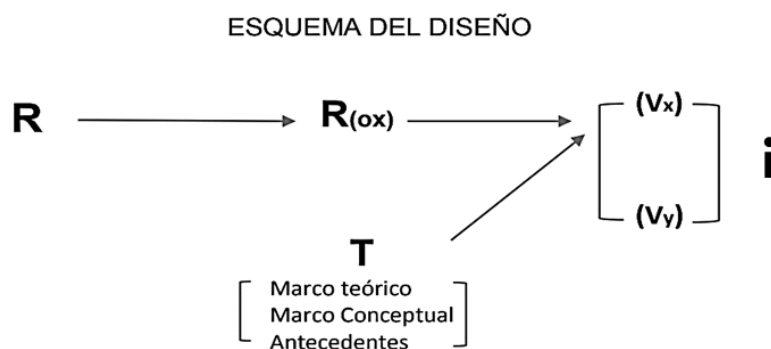 ESQUEMA DEL DISEÑO
R R(ox) (Vx)
i
(Vy)
T
Marco teórico
Marco Conceptual
Antecedentes